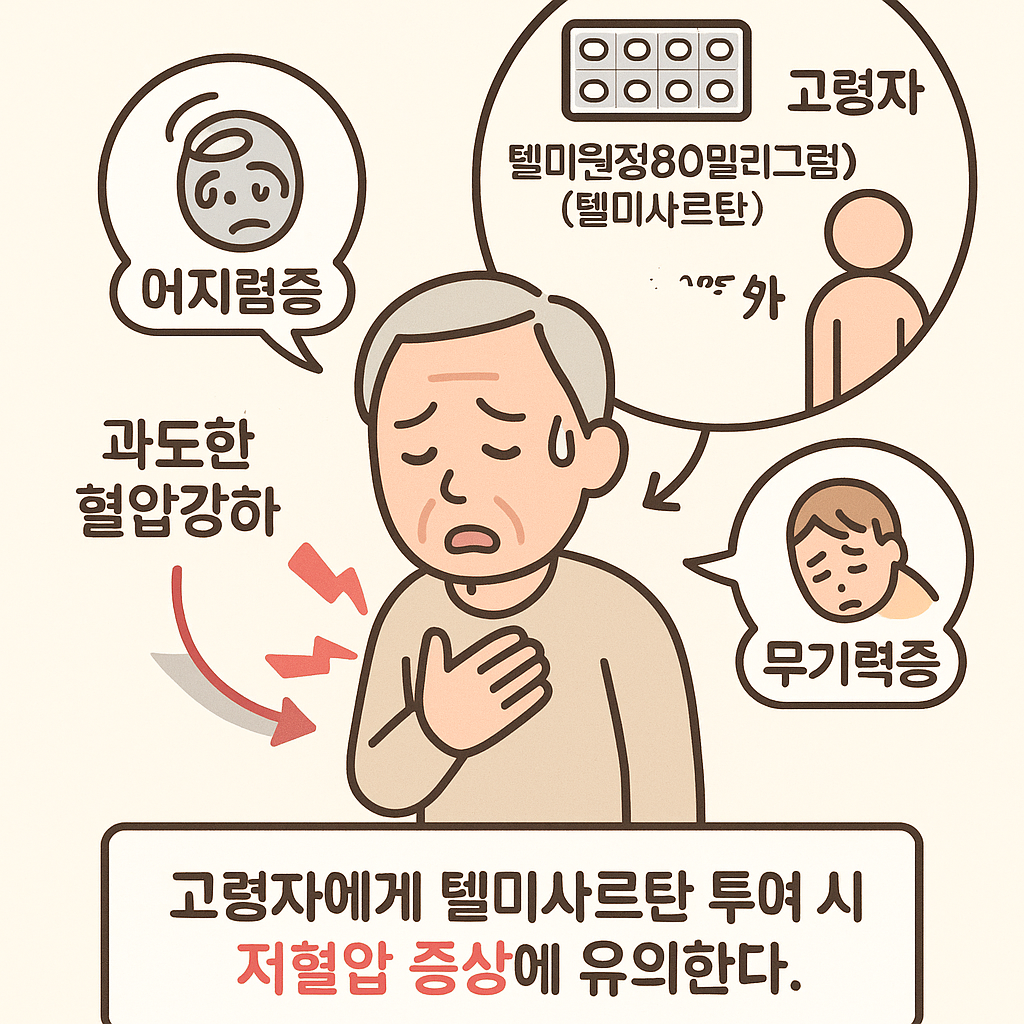 고령자
텔미원정80밀리그럼)
(텔미사르탄)
어지렴증
과도한
혈압강하
무기력증
고령자에게 텔미사르탄 투여 시
저혈압 증상에 유의한다.